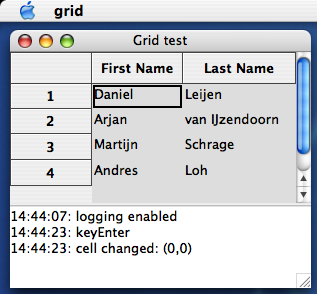 grid
Grid test
First Name Last Name
1 Daniel Leijen
2 Arjan van IJzendoorn
3 Martijn Schrage
4 Andres Loh
14:44:07: logging enabled
14:44:23: keyEnter
14:44:23: cell changed: (0,0)